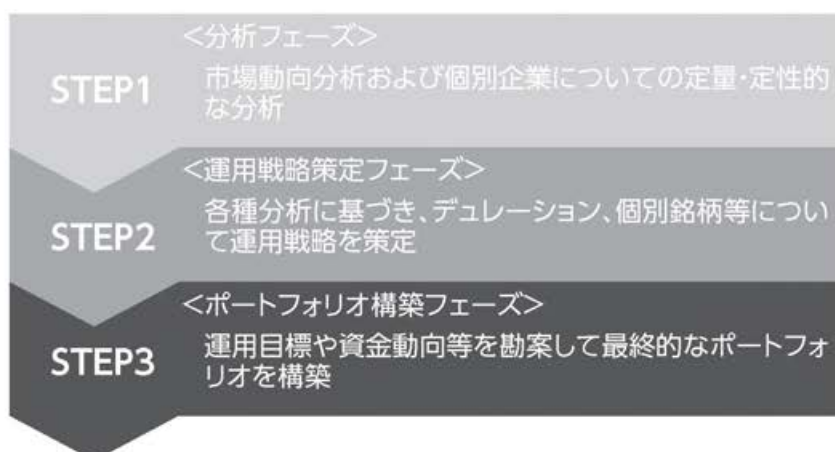 <分析フェーズ>
STEP1
市場動向分析および個別企業についての定量・定性的
な分析
<運用戦略策定フェーズ>
STEP2
各種分析に基づき、デュレーション、個別銘柄等につい
て運用戦略を策定
<ポートフォリオ構築フェーズ>
STEP3
運用目標や資金動向等を勘案して最終的なポートフォ
リオを構築